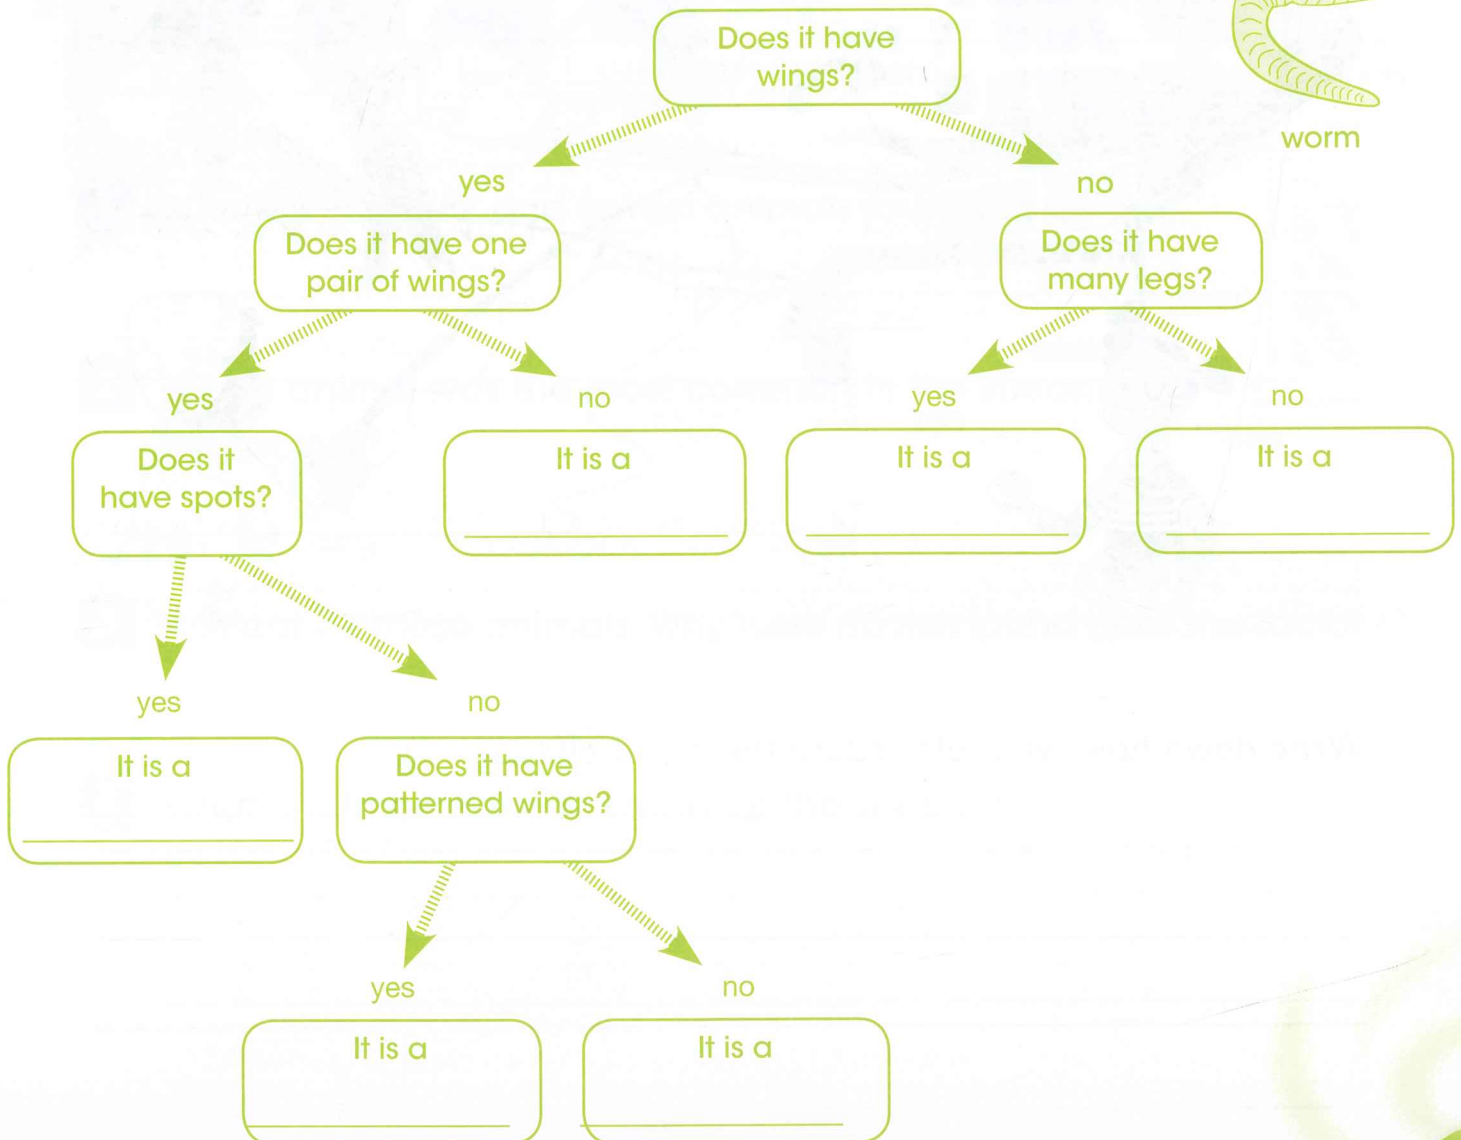 Does it have
wings?
worm
yes
no
Does it have one
pair of wings?
Does it have
many legs?
yes
no
yes
no
Does it
have spots?
It is a
It is a
It is a
yes
no
It is a
Does it have
patterned wings?
yes
no
It is a
It is a